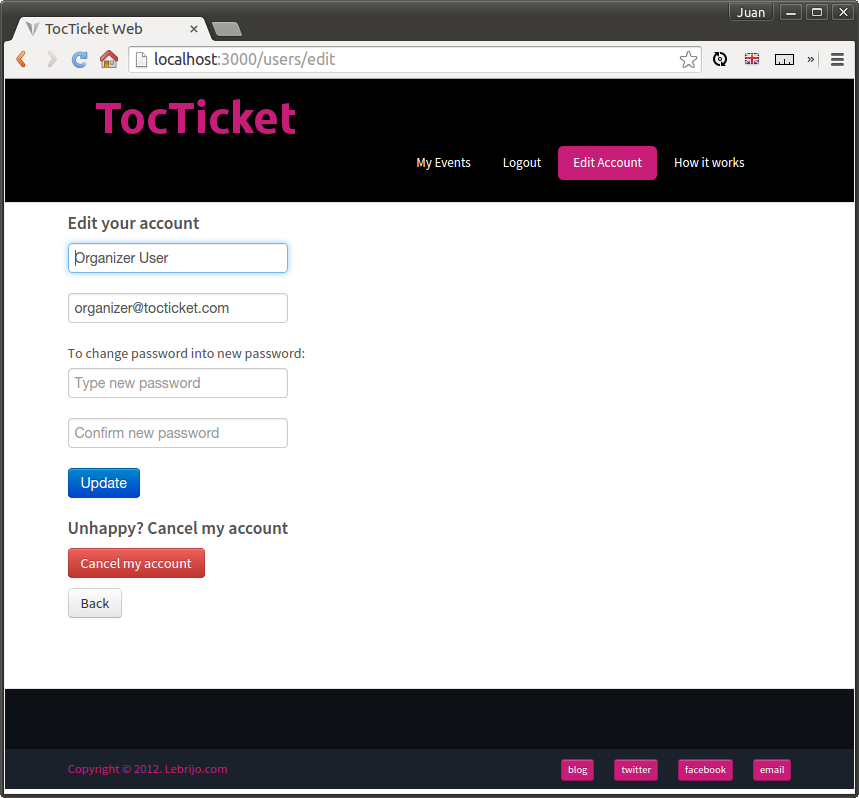 Juan
TocTicket Web
localhost:3000/users/edit
TocTicket
My Events Logout Edit Account How it works
Edit your account
Organizer User
organizer@tocticket.com
To change password into new password:
Type new password
Confirm new password
Update
Unhappy? Cancel my account
Cancel my account
Back
Copyright © 2012. Lebrijo.com blog twitter facebook email